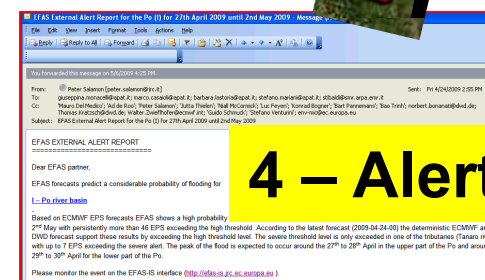 EFAS External Alert Report for the Po (I) for 27th April 2009 until 2nd May 2009 - Message
File Edit View Insert Format Tools Actions Help
Reply Reply to All Forward
You forwarded this message on 5/6/2009 4:25 PM.
From: Peter Salamon [peter.salamon@jrc.it] Sent: Fri 4/24/2009 2:55 PM
To: giuseppina.monacelli@apat.it; marco.casaioli@apat.it; barbara.lastoria@apat.it; stefano.mariani@apat.it; stbaldi@smr.arpa.emr.it
Cc: 'Mauro Del Medico'; 'Ad de Roo'; 'Peter Salamon'; 'Jutta Thielen'; 'Niall McCormick'; 'Luc Feyen'; 'Konrad Bogner'; 'Bart Pannemans'; 'Bao Trinh'; norbert.bonanati@dwd.de;
Thomas.Kratzsch@dwd.de; Walter.Zwieflhofer@ecmwf.int; 'Guido Schmuck'; 'Stefano Venturini'; env-mic@ec.europa.eu
Subject: EFAS External Alert Report for the Po (I) for 27th April 2009 until 2nd May 2009
EFAS EXTERNAL ALERT REPORT
==============================
Dear EFAS partner,
EFAS forecasts predict a considerable probability of flooding for
4 – Alert
I – Po river basin
Based on ECMWF EPS forecasts EFAS shows a high probability
2nd May with persistently more than 46 EPS exceeding the high threshold. According to the latest forecast (2009-04-24-00) the deterministic ECMWF a
DWD forecast support these results by exceeding the high threshold level. The severe threshold level is only exceeded in one of the tributaries (Tanaro ri
with up to 7 EPS exceeding the severe alert. The peak of the flood is expected to occur around the 27th to 28th April in the upper part of the Po and arou
29th to 30th April for the lower part of the Po.
Please monitor the event on the EFAS-IS interface (http://efas-is.jrc.ec.europa.eu ).